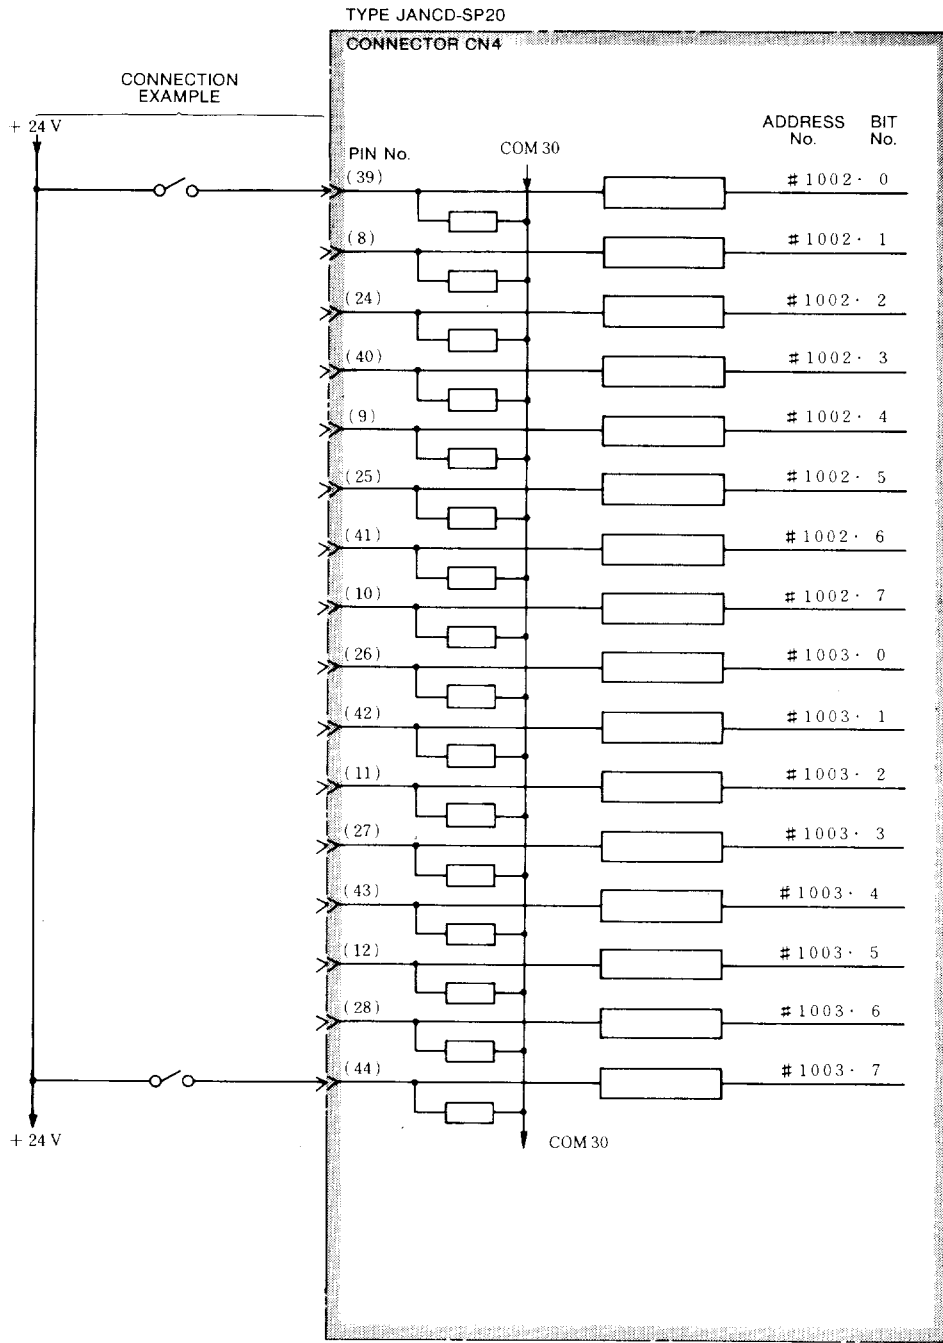 TYPE JANCD-SP20
CONNECTOR CN4
CONNECTION
EXAMPLE
+ 24 V
ADDRESS BIT
No. No.
PIN No.
COM 30
(39) # 1002 · 0
(8) # 1002 · 1
(24) # 1002 · 2
(40) # 1002 · 3
(9) # 1002 · 4
(25) # 1002 · 5
(41) # 1002 · 6
(10) # 1002 · 7
(26) # 1003 · 0
(42) # 1003 · 1
(11) # 1003 · 2
(27) # 1003 · 3
(43) # 1003 · 4
(12) # 1003 · 5
(28) # 1003 · 6
(44) # 1003 · 7
+ 24 V
COM 30